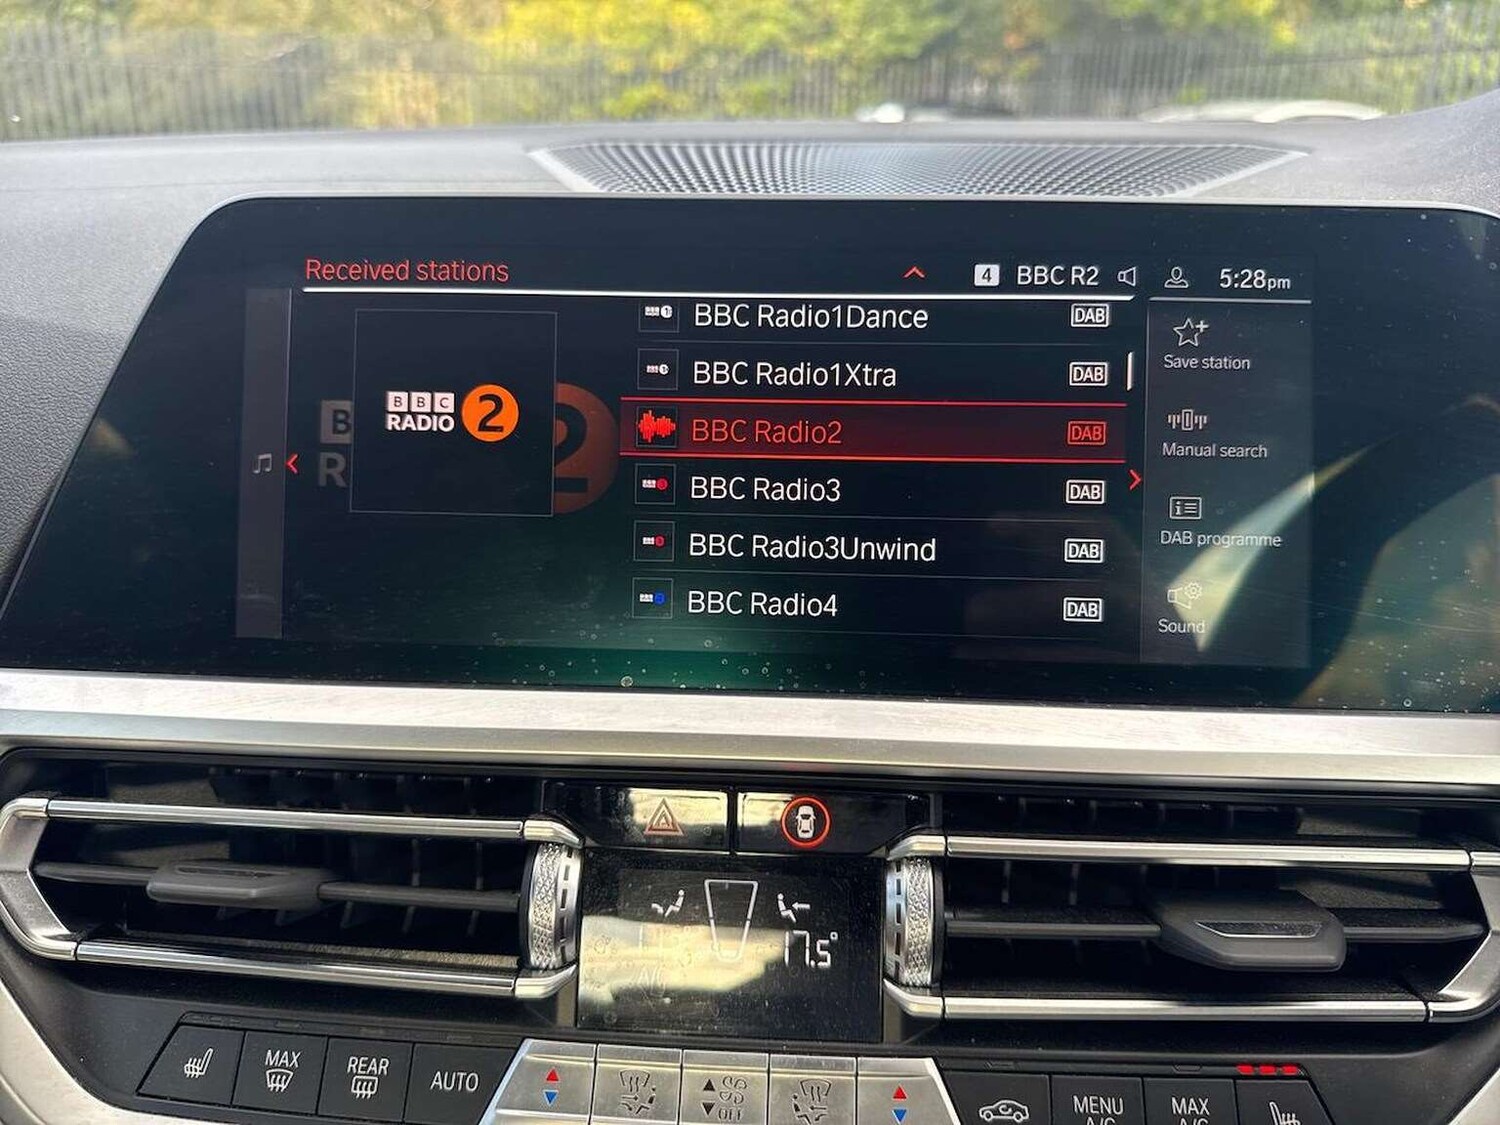 Received stations
4 BBC R2
5:28pm
BBC RADIO 2
BBC Radio1Dance DAB
BBC Radio1Xtra DAB
BBC Radio2 DAB
BBC Radio3 DAB
BBC Radio3Unwind DAB
BBC Radio4 DAB
Save station
Manual search
DAB programme
Sound
17.5°
A/C
MAX
REAR
AUTO
OFF
MENU
A/C
MAX
A/C